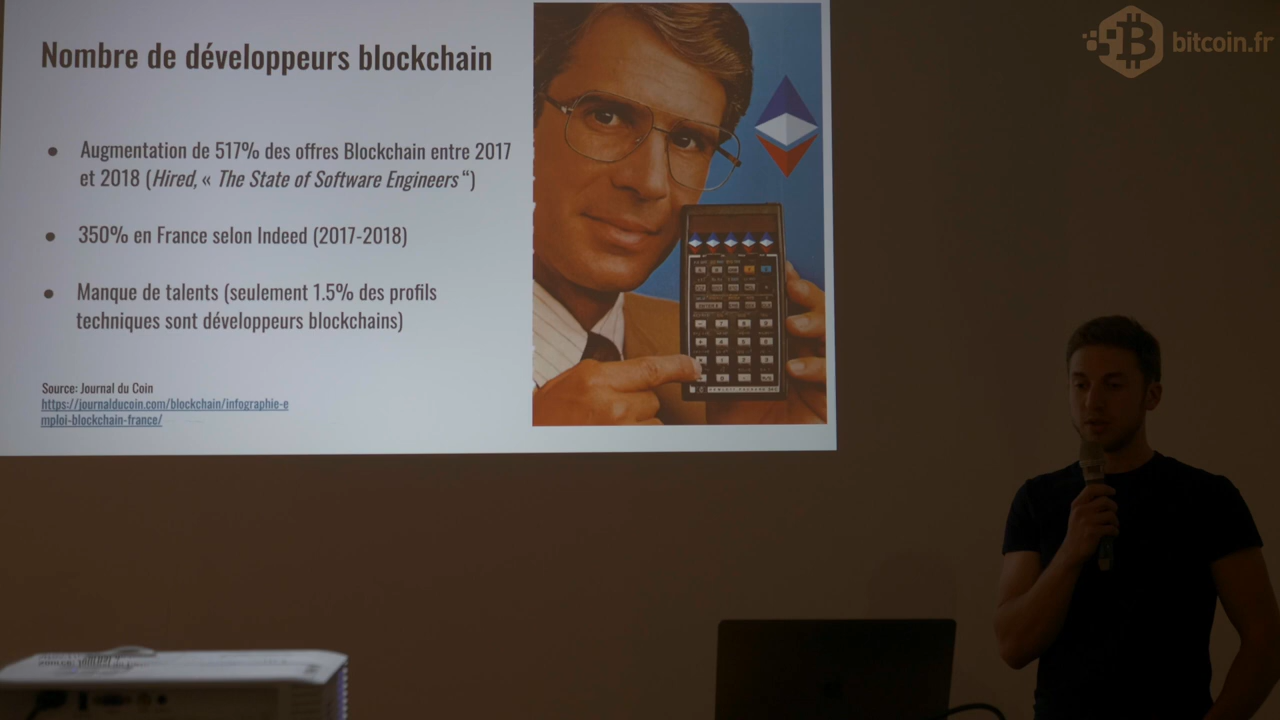 Nombre de développeurs blockchain
bitcoin.fr
● Augmentation de 517% des offres Blockchain entre 2017
et 2018 (Hired, « The State of Software Engineers “)
● 350% en France selon Indeed (2017-2018)
● Manque de talents (seulement 1.5% des profils
techniques sont développeurs blockchains)
Source: Journal du Coin
https://journalducoin.com/blockchain/infographie-e
mploi-blockchain-france/